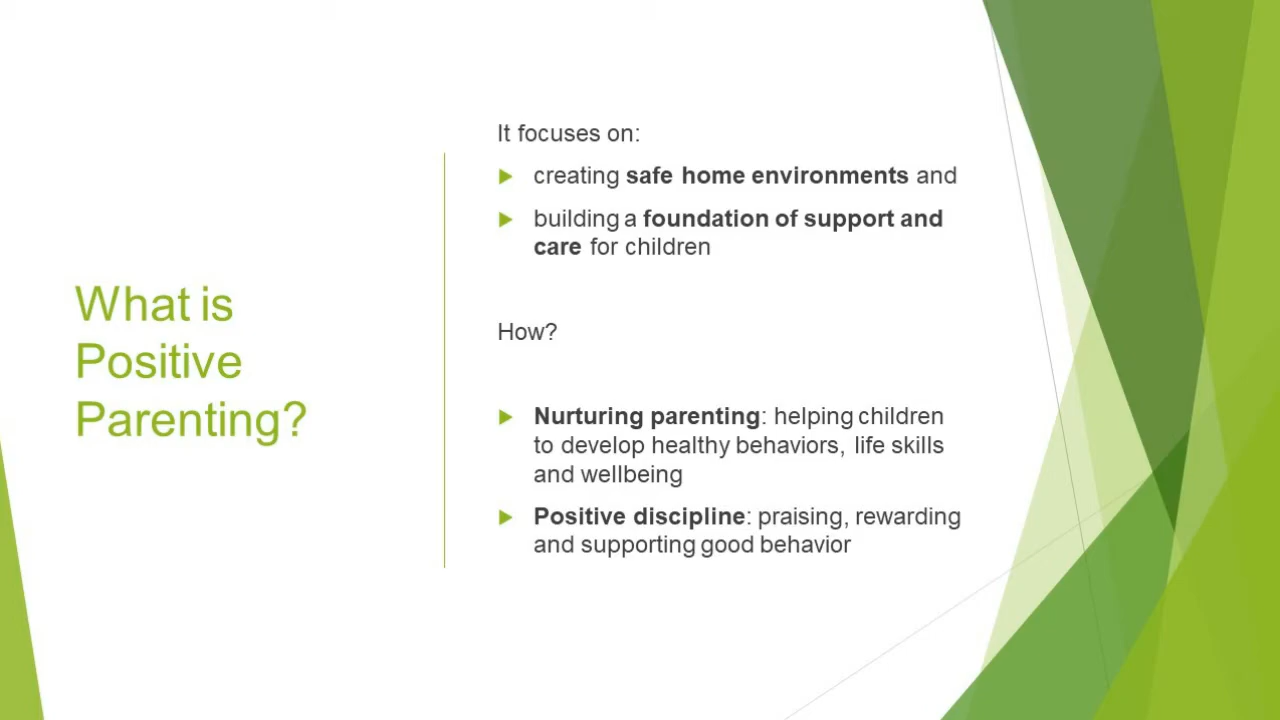 What is
Positive
Parenting?
It focuses on:
creating safe home environments and
building a foundation of support and
care for children
How?
Nurturing parenting: helping children
to develop healthy behaviors, life skills
and wellbeing
Positive discipline: praising, rewarding
and supporting good behavior